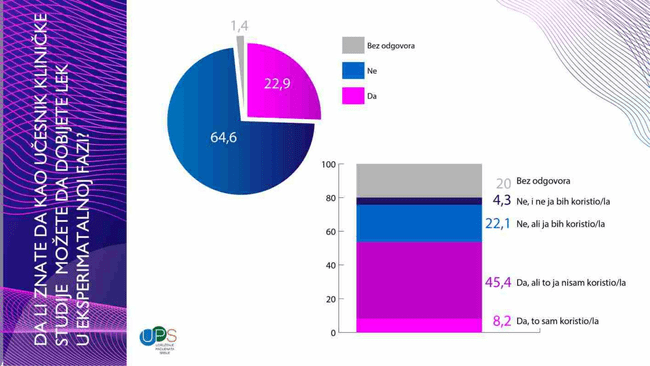 DA LI ZNATE DA KAO UČESNIK KLINIČKE
STUDIJE MOŽETE DA DOBIJETE LEK
U EKSPERIMATALNOJ FAZI?
1,4
22,9
64,6
Bez odgovora
Ne
Da
100
80
60
40
20
0
20 Bez odgovora
4,3 Ne, i ne ja bih koristio/la
22,1 Ne, ali ja bih koristio/la
45,4 Da, ali to ja nisam koristio/la
8,2 Da, to sam koristio/la
UPS